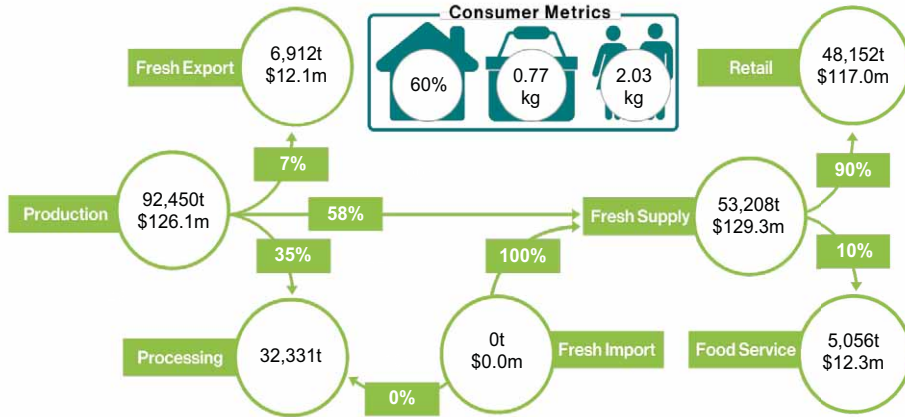 Consumer Metrics
Fresh Export
6,912t
$12.1m
60%
0.77
kg
2.03
kg
Retail
48,152t
$117.0m
7%
90%
Production
92,450t
$126.1m
58%
Fresh Supply
53,208t
$129.3m
35%
100%
10%
Processing
32,331t
0t
$0.0m
Fresh Import
Food Service
5,056t
$12.3m
0%